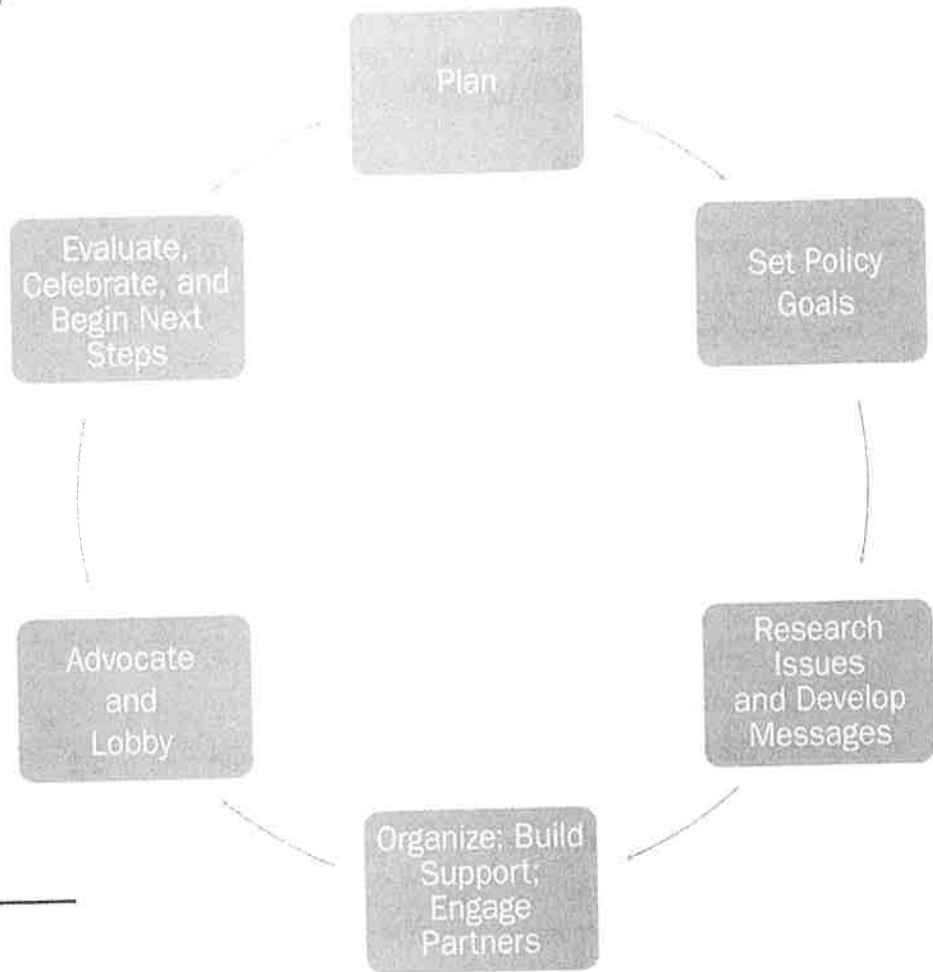 Plan
Set Policy
Goals
Research
Issues
and Develop
Messages
Organize; Build
Support;
Engage
Partners
Advocate
and
Lobby
Evaluate,
Celebrate, and
Begin Next
Steps